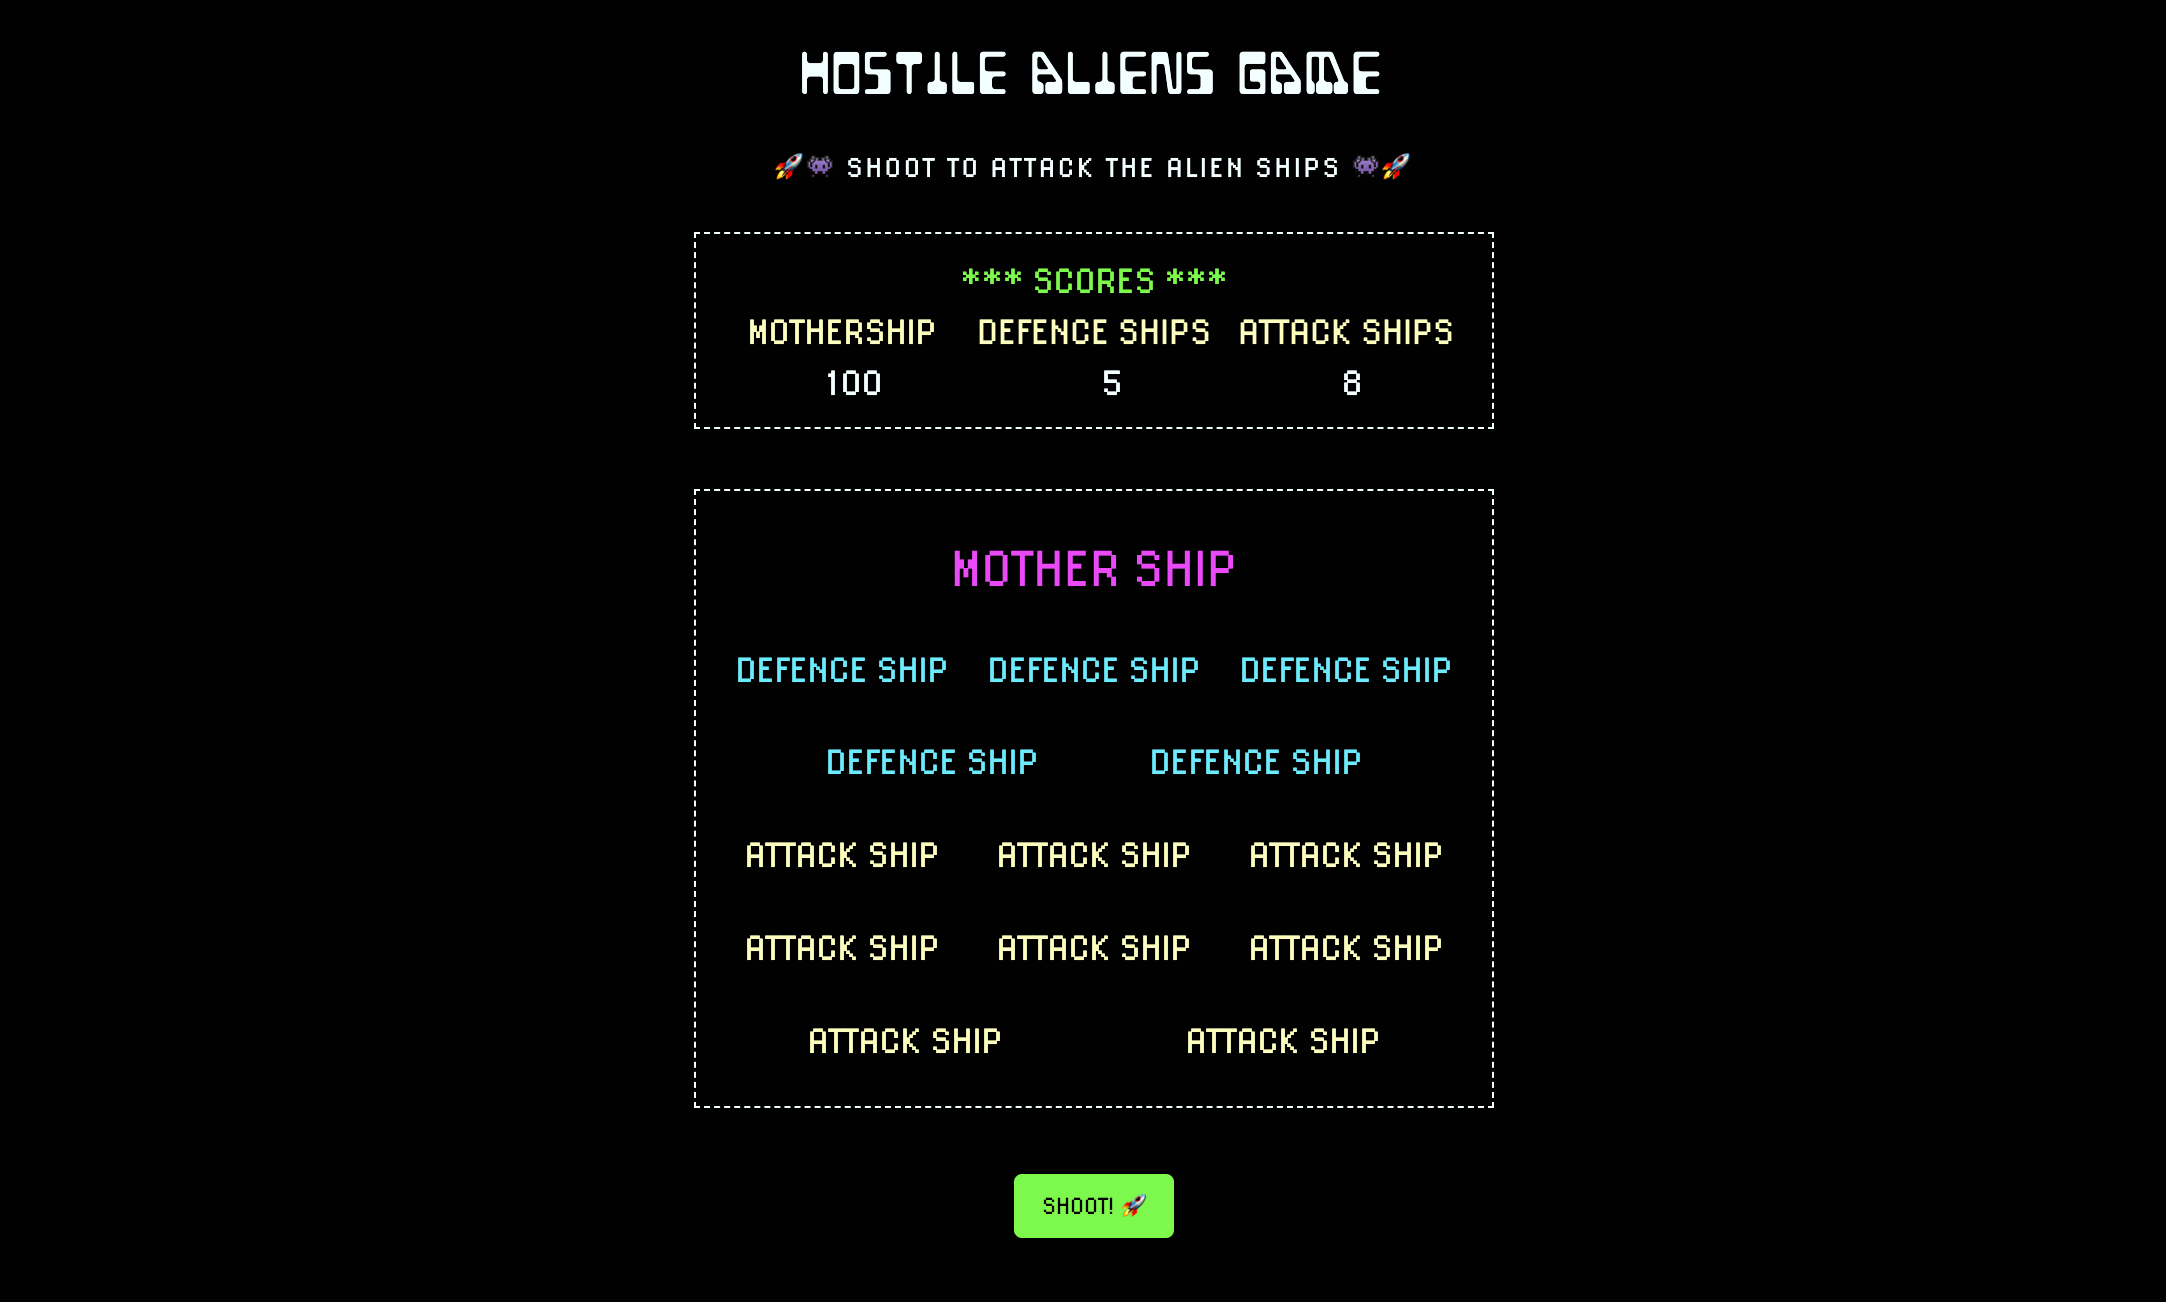 HOSTILE ALIENS GAME
🚀👾 SHOOT TO ATTACK THE ALIEN SHIPS 👾🚀
*** SCORES ***
MOTHERSHIP DEFENCE SHIPS ATTACK SHIPS
100 5 8
MOTHER SHIP
DEFENCE SHIP DEFENCE SHIP DEFENCE SHIP
DEFENCE SHIP DEFENCE SHIP
ATTACK SHIP ATTACK SHIP ATTACK SHIP
ATTACK SHIP ATTACK SHIP ATTACK SHIP
ATTACK SHIP ATTACK SHIP
SHOOT! 🚀